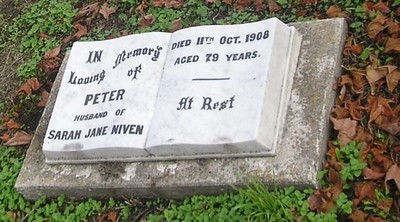 IN
Loving Memory
of
PETER
HUSBAND OF
SARAH JANE NIVEN
DIED 11TH OCT. 1908
AGED 79 YEARS.
At Rest